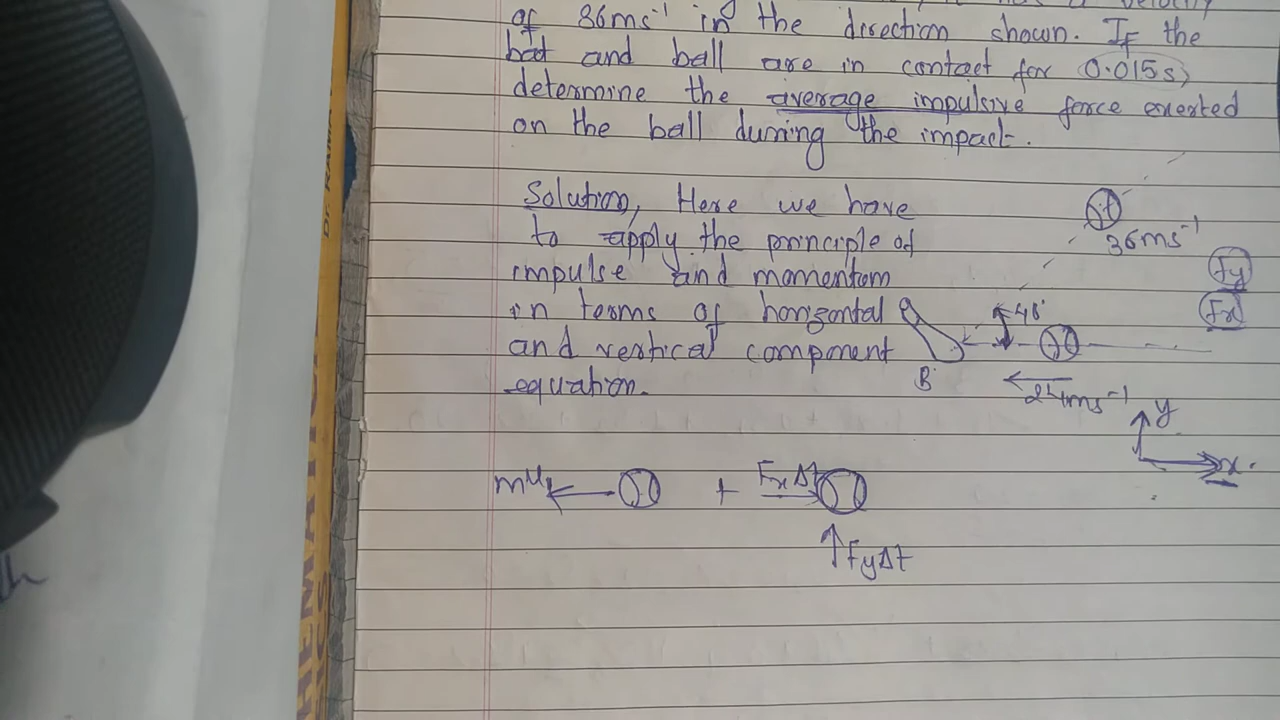 velocity
of 86ms⁻¹ in the direction shown. If the
bat and ball are in contact for 0.015s,
determine the average impulsive force exerted
on the ball during the impact.
Solution, Here we have
to apply the principle of
impulse and momentum
in terms of horizontal
and vertical component
equation.
36ms⁻¹
Fy
Fx
48°
B
24ms⁻¹
y
x
mu + FxΔt
FyΔt